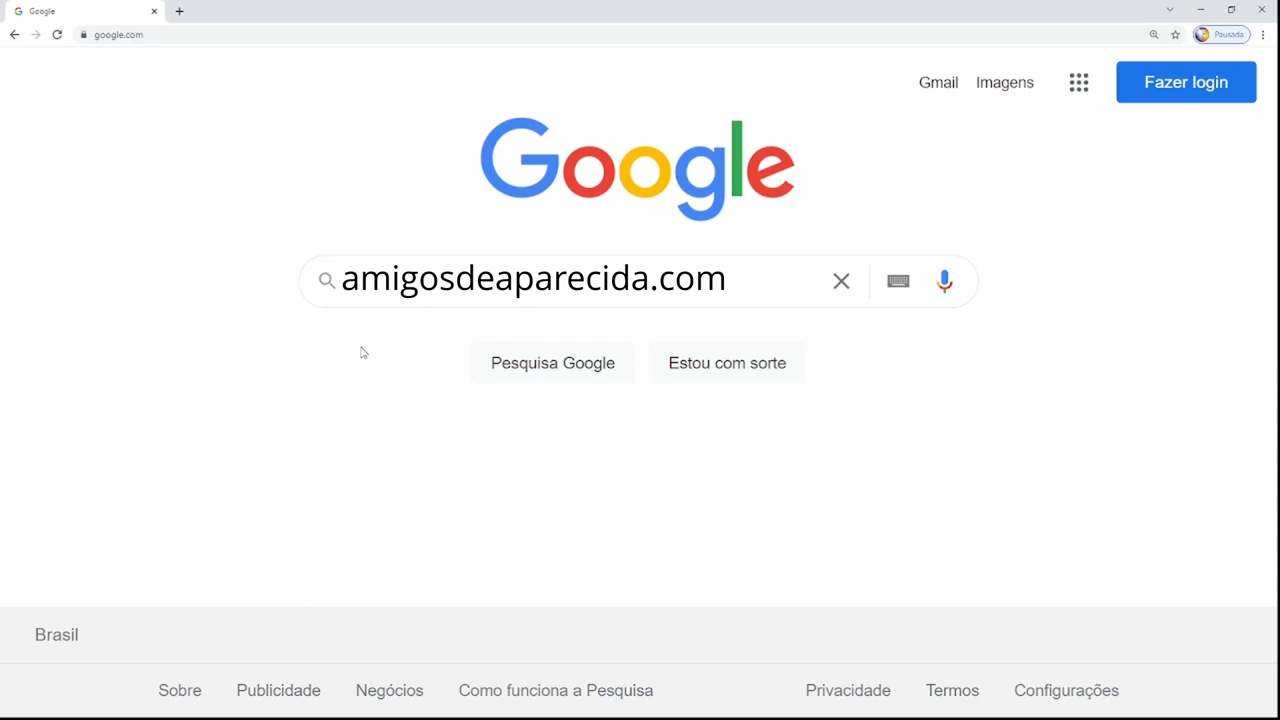 Google
google.com
Pausada
Gmail Imagens Fazer login
Google
amigosdeaparecida.com
Pesquisa Google Estou com sorte
Brasil
Sobre Publicidade Negócios Como funciona a Pesquisa Privacidade Termos Configurações